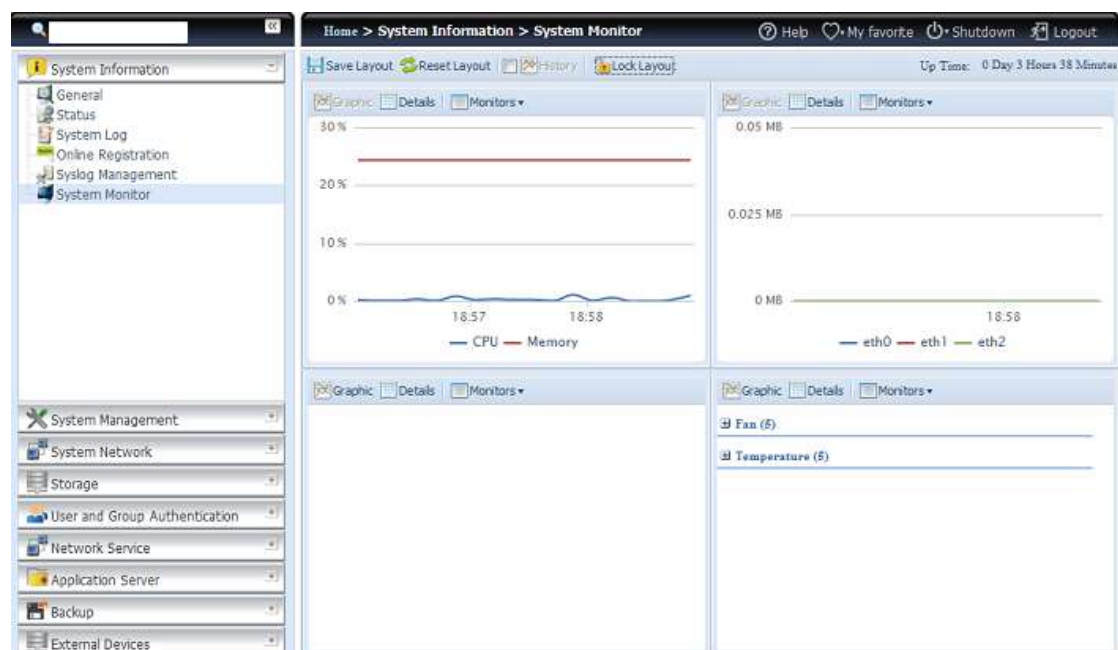 Home > System Information > System Monitor
Help My favorite Shutdown Logout
System Information
General
Status
System Log
Online Registration
Syslog Management
System Monitor
System Management
System Network
Storage
User and Group Authentication
Network Service
Application Server
Backup
External Devices
Save Layout Reset Layout History Lock Layout
Up Time: 0 Day 3 Hours 38 Minutes
Graphic Details Monitors
30 %
20 %
10 %
0 %
18:57 18:58
CPU Memory
Graphic Details Monitors
0.05 MB
0.025 MB
0 MB
18:58
eth0 eth1 eth2
Graphic Details Monitors
Graphic Details Monitors
Fan (5)
Temperature (5)